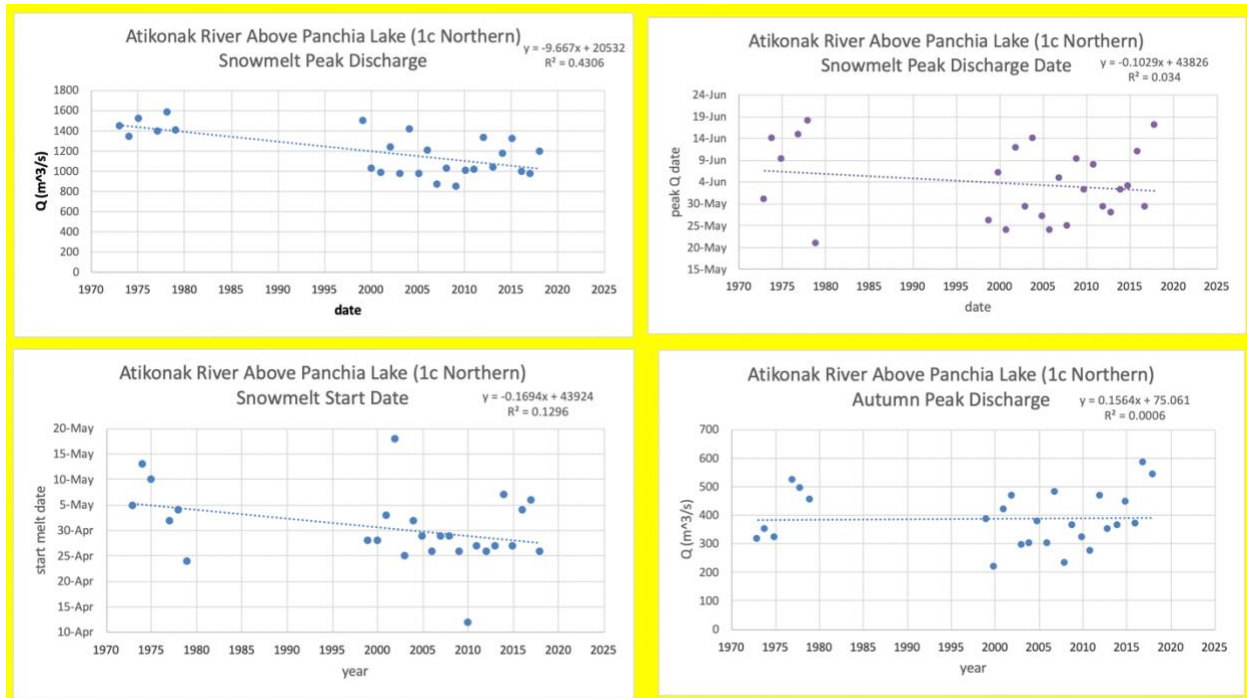 Atikonak River Above Panchia Lake (1c Northern)
Snowmelt Peak Discharge
y = -9.667x + 20532
R² = 0.4306
1800
1600
1400
1200
1000
800
600
400
200
0
Q (m^3/s)
1970 1975 1980 1985 1990 1995 2000 2005 2010 2015 2020 2025
date
Atikonak River Above Panchia Lake (1c Northern)
Snowmelt Peak Discharge Date
y = -0.1029x + 43826
R² = 0.034
24-Jun
19-Jun
14-Jun
9-Jun
4-Jun
30-May
25-May
20-May
15-May
peak Q date
1970 1975 1980 1985 1990 1995 2000 2005 2010 2015 2020 2025
date
Atikonak River Above Panchia Lake (1c Northern)
Snowmelt Start Date
y = -0.1694x + 43924
R² = 0.1296
20-May
15-May
10-May
5-May
30-Apr
25-Apr
20-Apr
15-Apr
10-Apr
start melt date
1970 1975 1980 1985 1990 1995 2000 2005 2010 2015 2020 2025
year
Atikonak River Above Panchia Lake (1c Northern)
Autumn Peak Discharge
y = 0.1564x + 75.061
R² = 0.0006
700
600
500
400
300
200
100
0
Q (m^3/s)
1970 1975 1980 1985 1990 1995 2000 2005 2010 2015 2020 2025
year